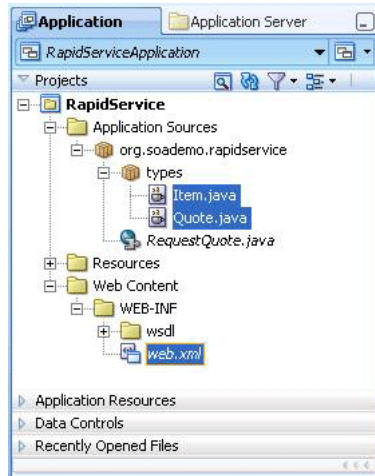 Application
Application Server
RapidServiceApplication
Projects
RapidService
Application Sources
org.soademo.rapidservice
types
Item.java
Quote.java
RequestQuote.java
Resources
Web Content
WEB-INF
wsdl
web.xml
Application Resources
Data Controls
Recently Opened Files